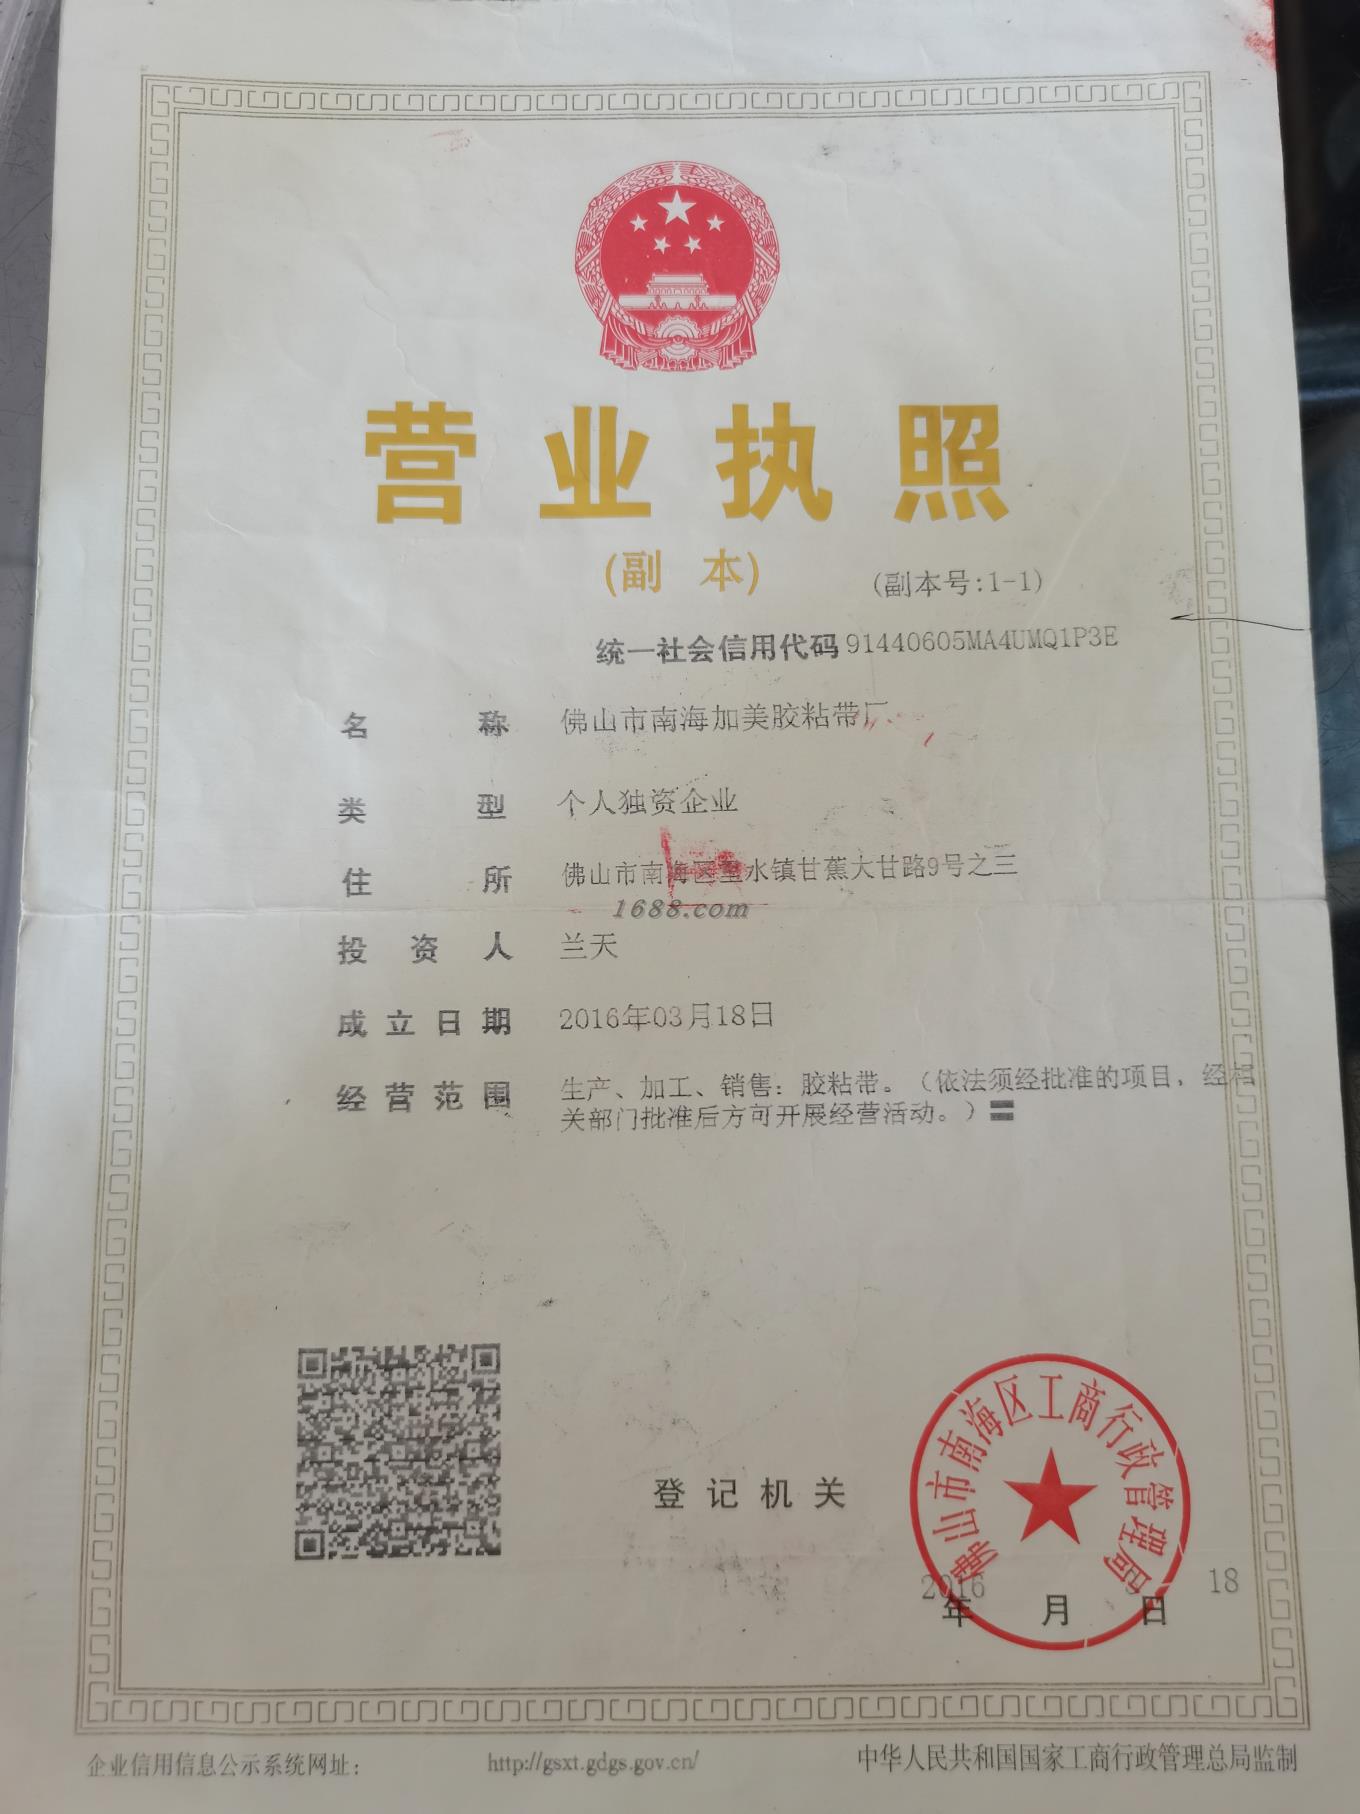 营业执照
(副 本)
(副本号:1-1)
统一社会信用代码 91440605MA4UMQ1P3E
名 称 佛山市南海加美胶粘带厂
类 型 个人独资企业
住 所 佛山市南海区里水镇甘蕉大甘路9号之三
1688.com
投 资 人 兰天
成 立 日 期 2016年03月18日
经 营 范 围 生产、加工、销售：胶粘带。（依法须经批准的项目，经相
关部门批准后方可开展经营活动。）〓
登 记 机 关
佛山市南海区工商行政管理局
2016 18
年 月 日
企业信用信息公示系统网址： http://gsxt.gdgs.gov.cn/ 中华人民共和国国家工商行政管理总局监制